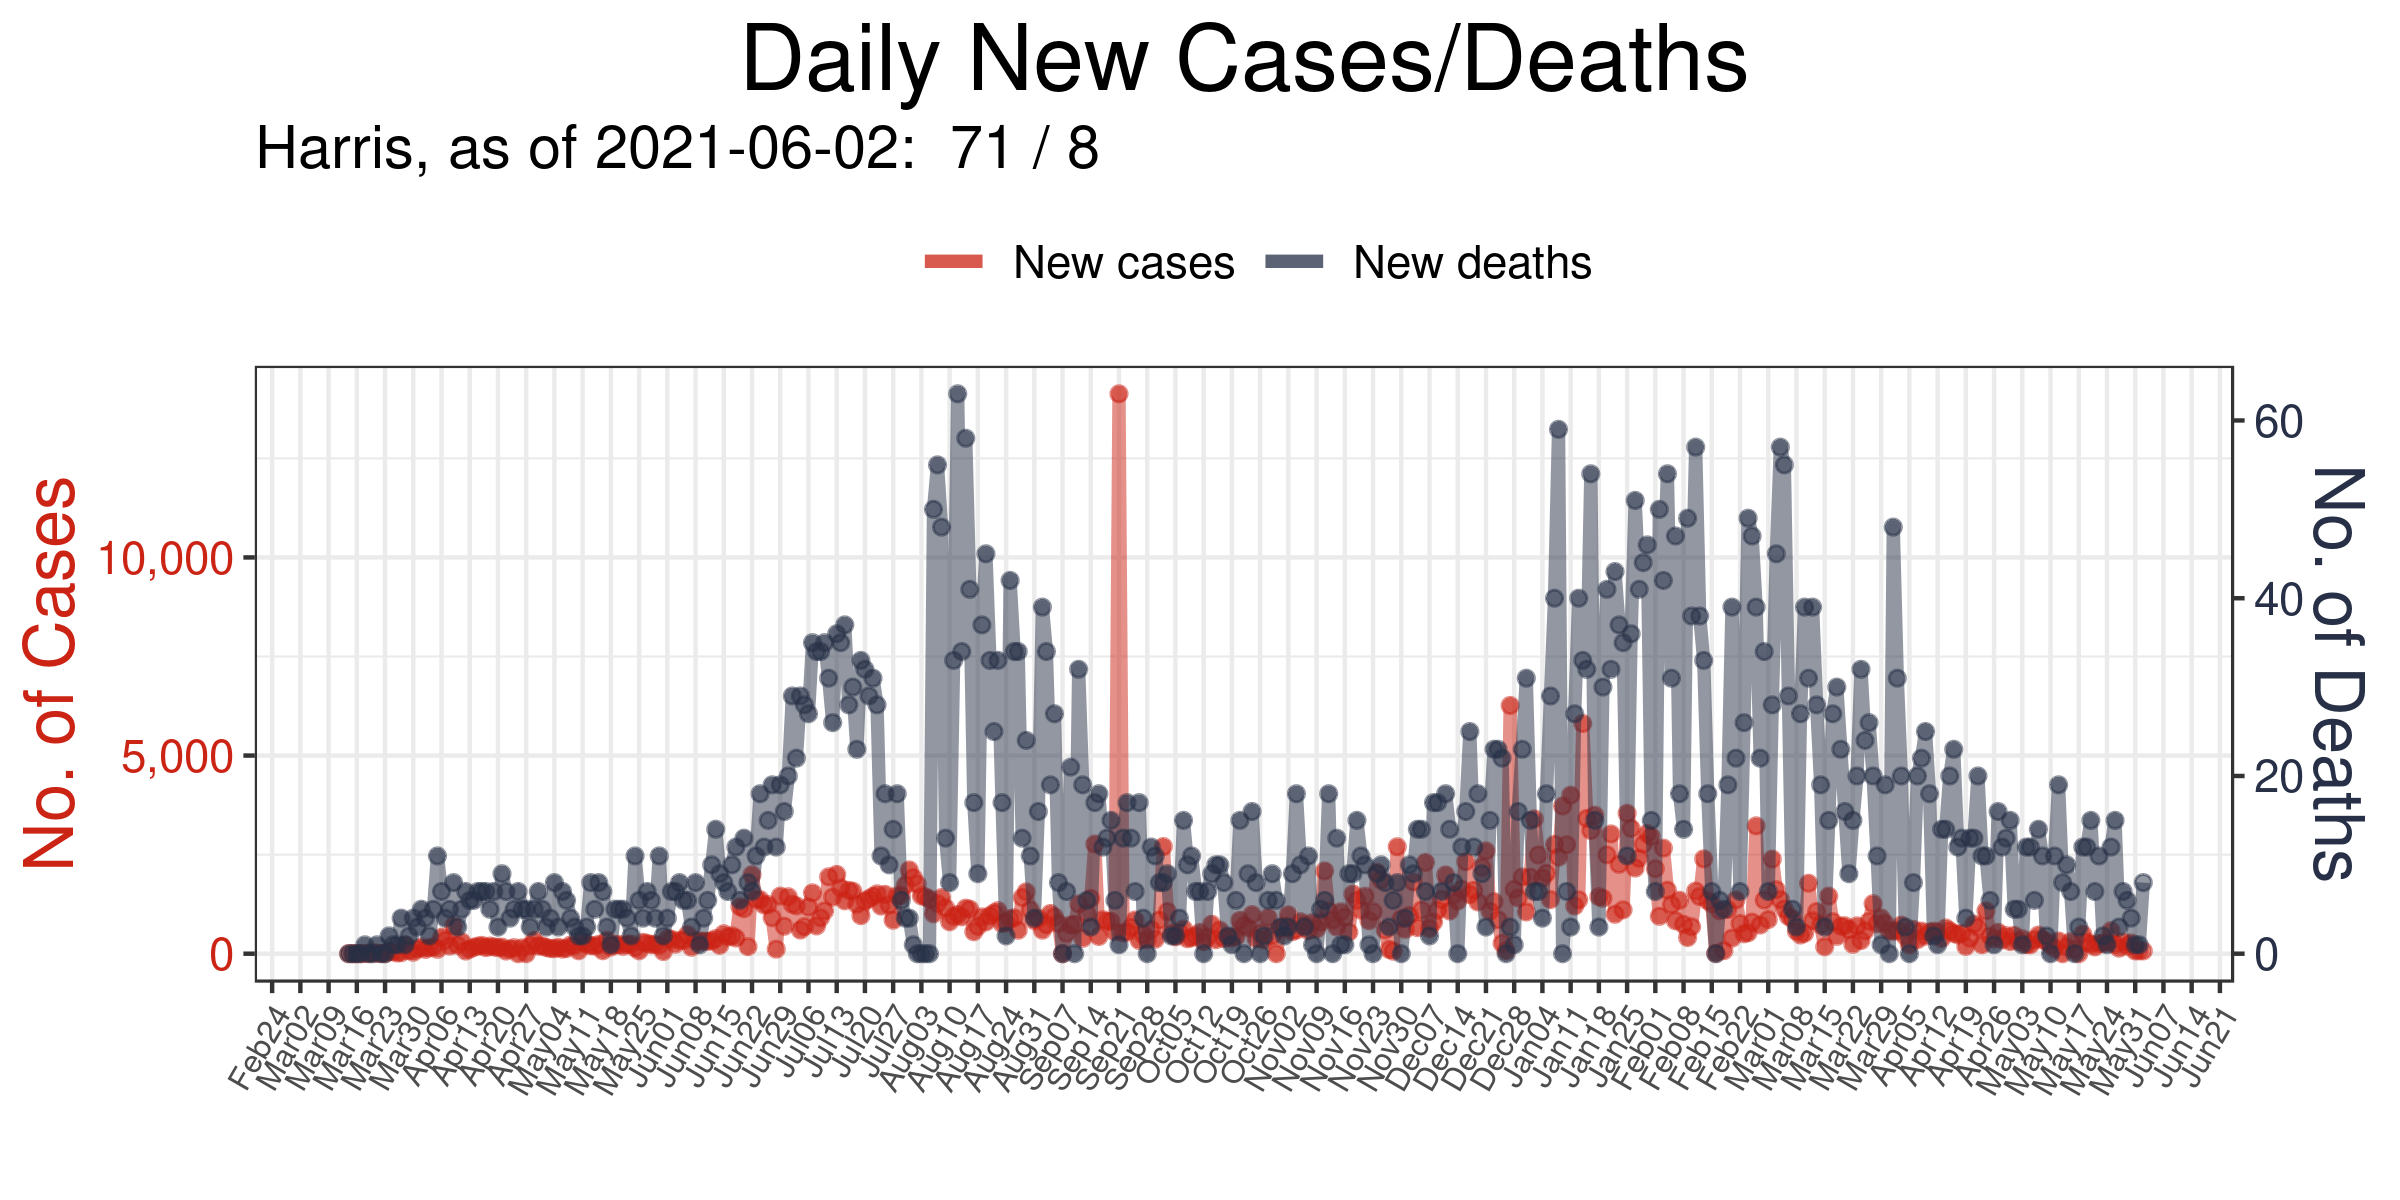 Daily New Cases/Deaths
Harris, as of 2021-06-02:  71 / 8
New cases
New deaths
No. of Cases
10,000
5,000
0
60
40
20
0
No. of Deaths
Feb24
Mar02
Mar09
Mar16
Mar23
Mar30
Apr06
Apr13
Apr20
Apr27
May04
May11
May18
May25
Jun01
Jun08
Jun15
Jun22
Jun29
Jul06
Jul13
Jul20
Jul27
Aug03
Aug10
Aug17
Aug24
Aug31
Sep07
Sep14
Sep21
Sep28
Oct05
Oct12
Oct19
Oct26
Nov02
Nov09
Nov16
Nov23
Nov30
Dec07
Dec14
Dec21
Dec28
Jan04
Jan11
Jan18
Jan25
Feb01
Feb08
Feb15
Feb22
Mar01
Mar08
Mar15
Mar22
Mar29
Apr05
Apr12
Apr19
Apr26
May03
May10
May17
May24
May31
Jun07
Jun14
Jun21